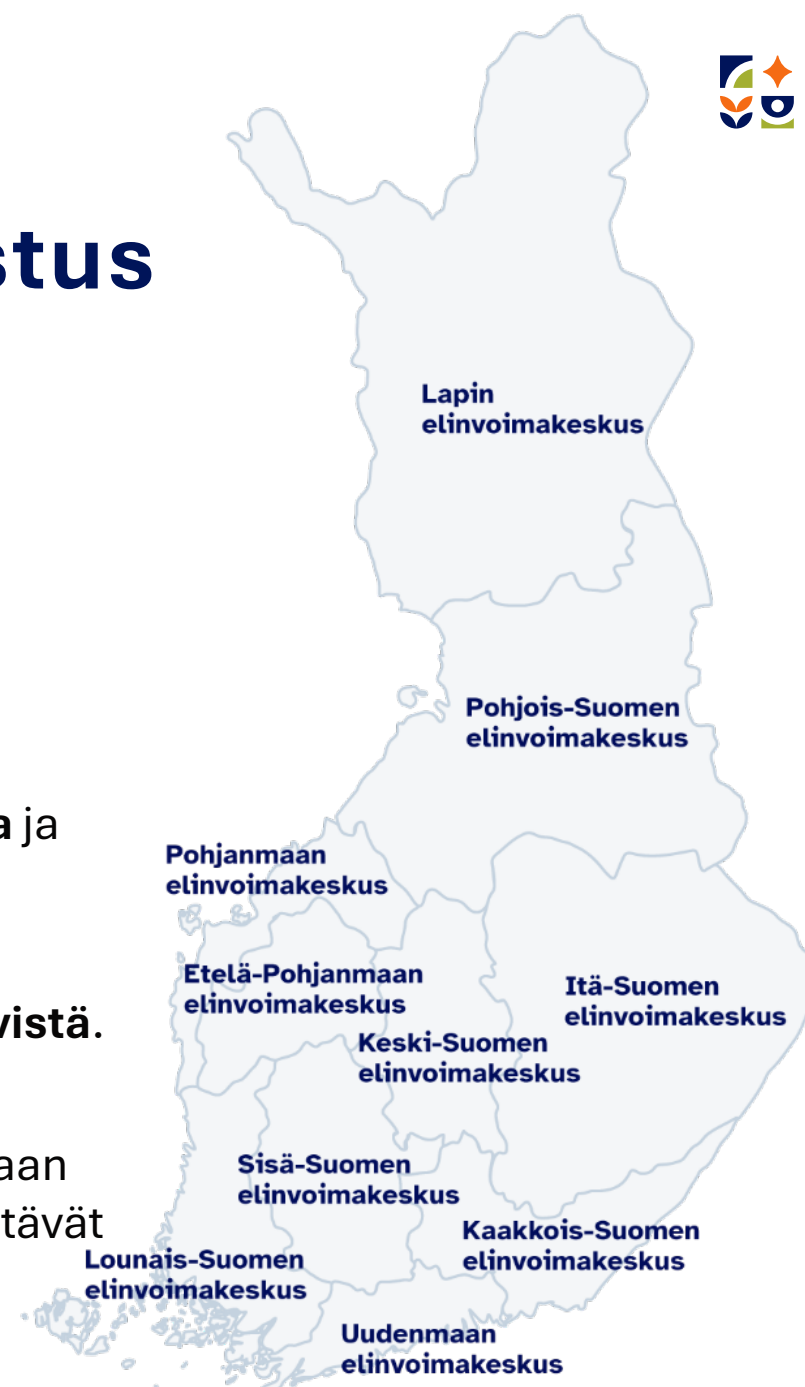 stus
Lapin
elinvoimakeskus
Pohjois-Suomen
elinvoimakeskus
a ja
Pohjanmaan
elinvoimakeskus
Etelä-Pohjanmaan
elinvoimakeskus
Itä-Suomen
elinvoimakeskus
vistä.
Keski-Suomen
elinvoimakeskus
aan
tävät
Sisä-Suomen
elinvoimakeskus
Kaakkois-Suomen
elinvoimakeskus
Lounais-Suomen
elinvoimakeskus
Uudenmaan
elinvoimakeskus